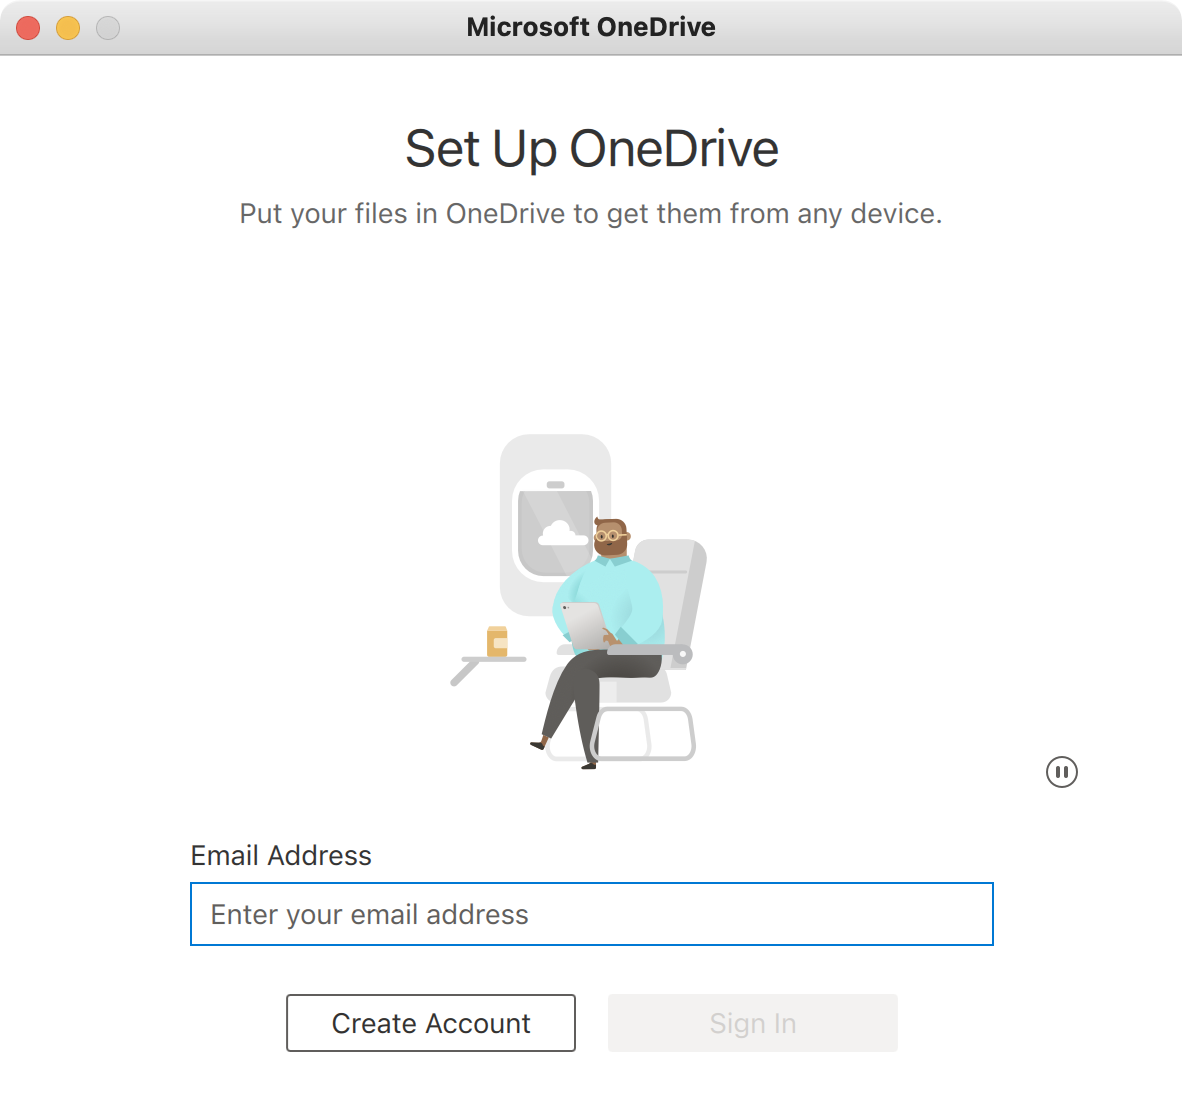 Microsoft OneDrive
Set Up OneDrive
Put your files in OneDrive to get them from any device.
Email Address
Enter your email address
Create Account
Sign In